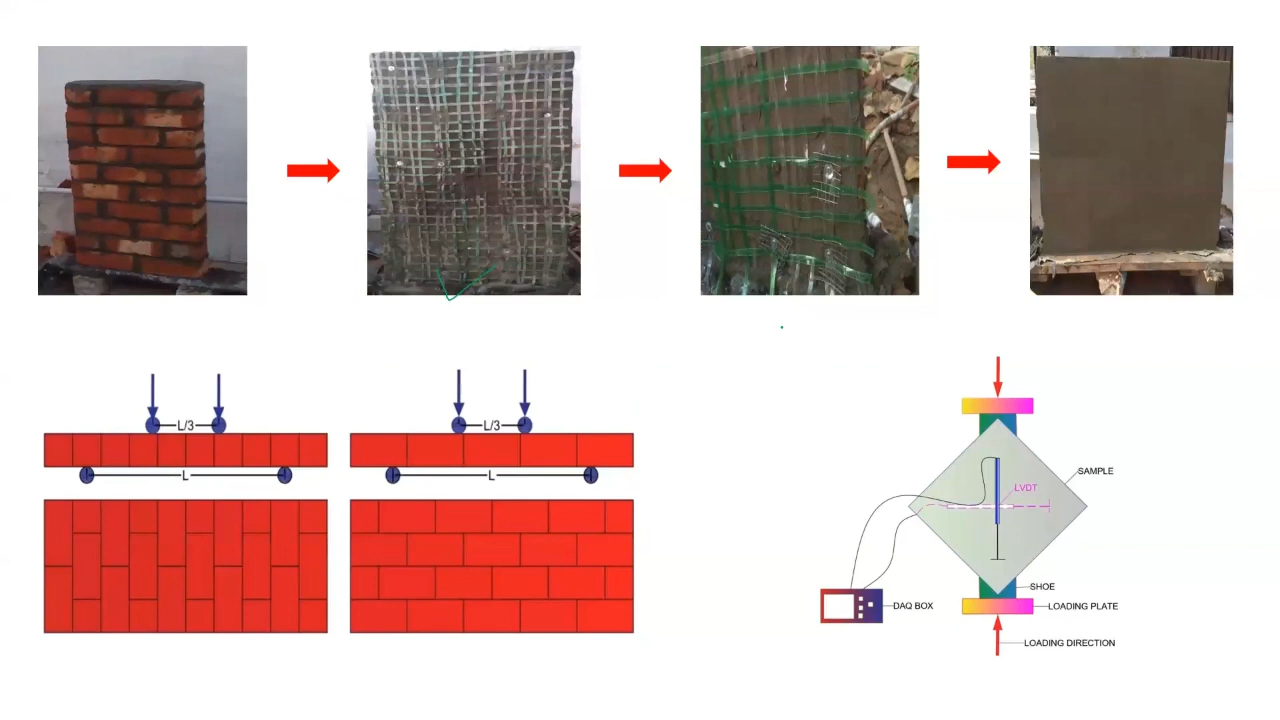 L/3
L
L/3
L
SAMPLE
LVDT
SHOE
DAQ BOX
LOADING PLATE
LOADING DIRECTION